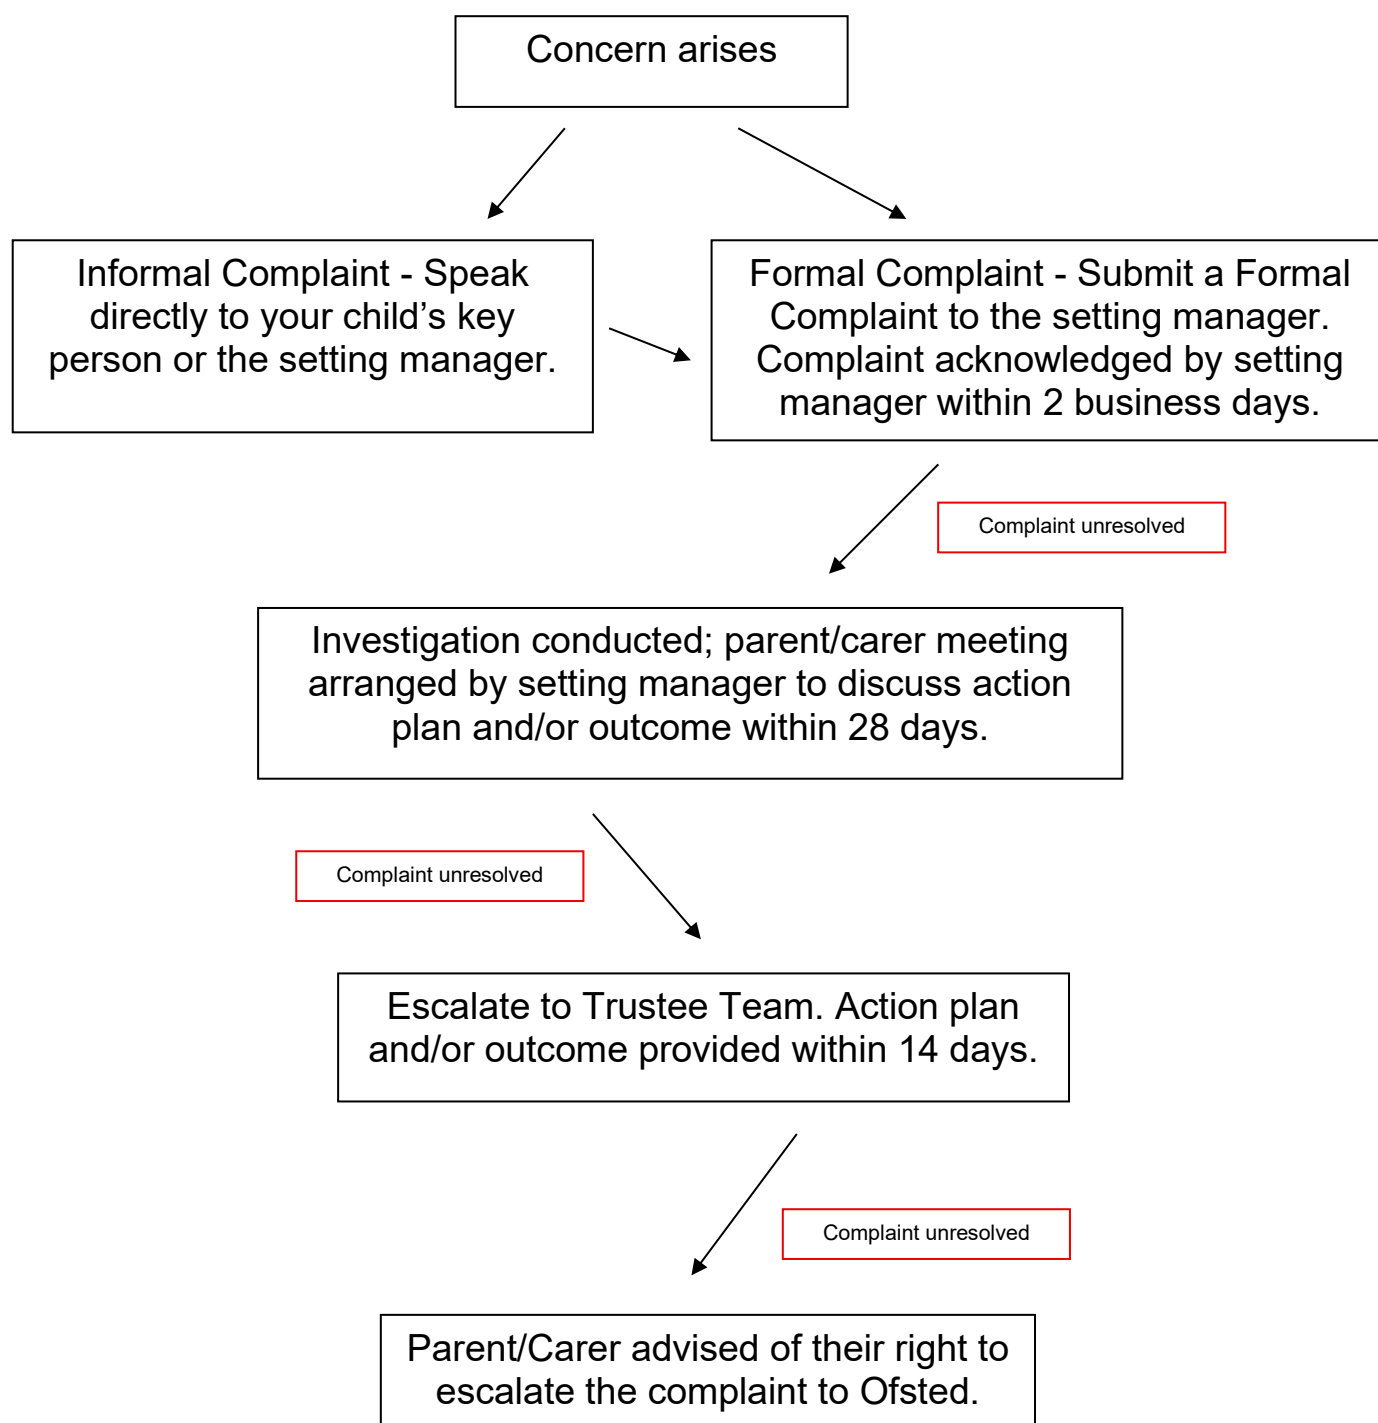 Concern arises
Informal Complaint - Speak
directly to your child’s key
person or the setting manager.
Formal Complaint - Submit a Formal
Complaint to the setting manager.
Complaint acknowledged by setting
manager within 2 business days.
Complaint unresolved
Investigation conducted; parent/carer meeting
arranged by setting manager to discuss action
plan and/or outcome within 28 days.
Complaint unresolved
Escalate to Trustee Team. Action plan
and/or outcome provided within 14 days.
Complaint unresolved
Parent/Carer advised of their right to
escalate the complaint to Ofsted.